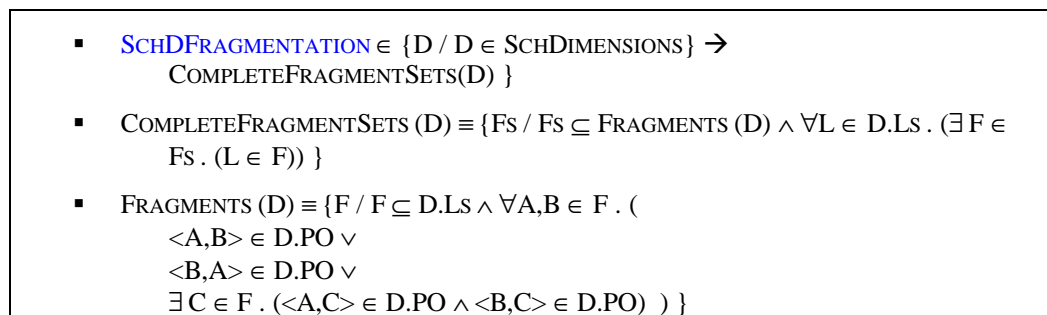 ▪ SCHDFRAGMENTATION ∈ {D / D ∈ SCHDIMENSIONS} →
COMPLETEFRAGMENTSETS(D) }
▪ COMPLETEFRAGMENTSETS (D) ≡ {FS / FS ⊆ FRAGMENTS (D) ∧ ∀L ∈ D.LS . (∃ F ∈
FS . (L ∈ F)) }
▪ FRAGMENTS (D) ≡ {F / F ⊆ D.LS ∧ ∀A,B ∈ F . (
<A,B> ∈ D.PO ∨
<B,A> ∈ D.PO ∨
∃ C ∈ F . (<A,C> ∈ D.PO ∧ <B,C> ∈ D.PO) ) }